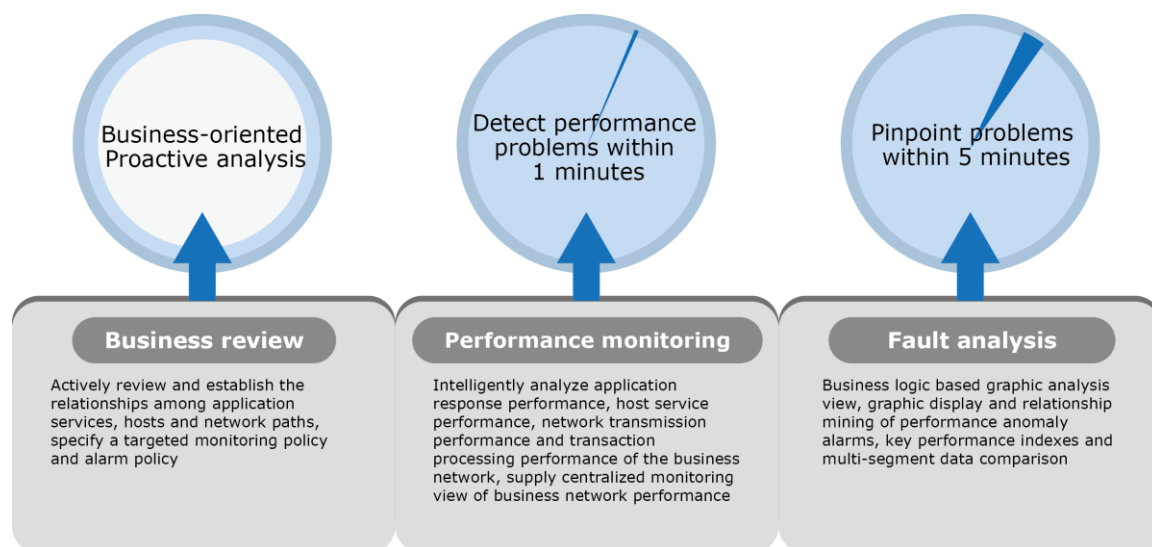 Business-oriented
Proactive analysis
Detect performance
problems within
1 minutes
Pinpoint problems
within 5 minutes
Business review
Actively review and establish the
relationships among application
services, hosts and network paths,
specify a targeted monitoring policy
and alarm policy
Performance monitoring
Intelligently analyze application
response performance, host service
performance, network transmission
performance and transaction
processing performance of the business
network, supply centralized monitoring
view of business network performance
Fault analysis
Business logic based graphic analysis
view, graphic display and relationship
mining of performance anomaly
alarms, key performance indexes and
multi-segment data comparison